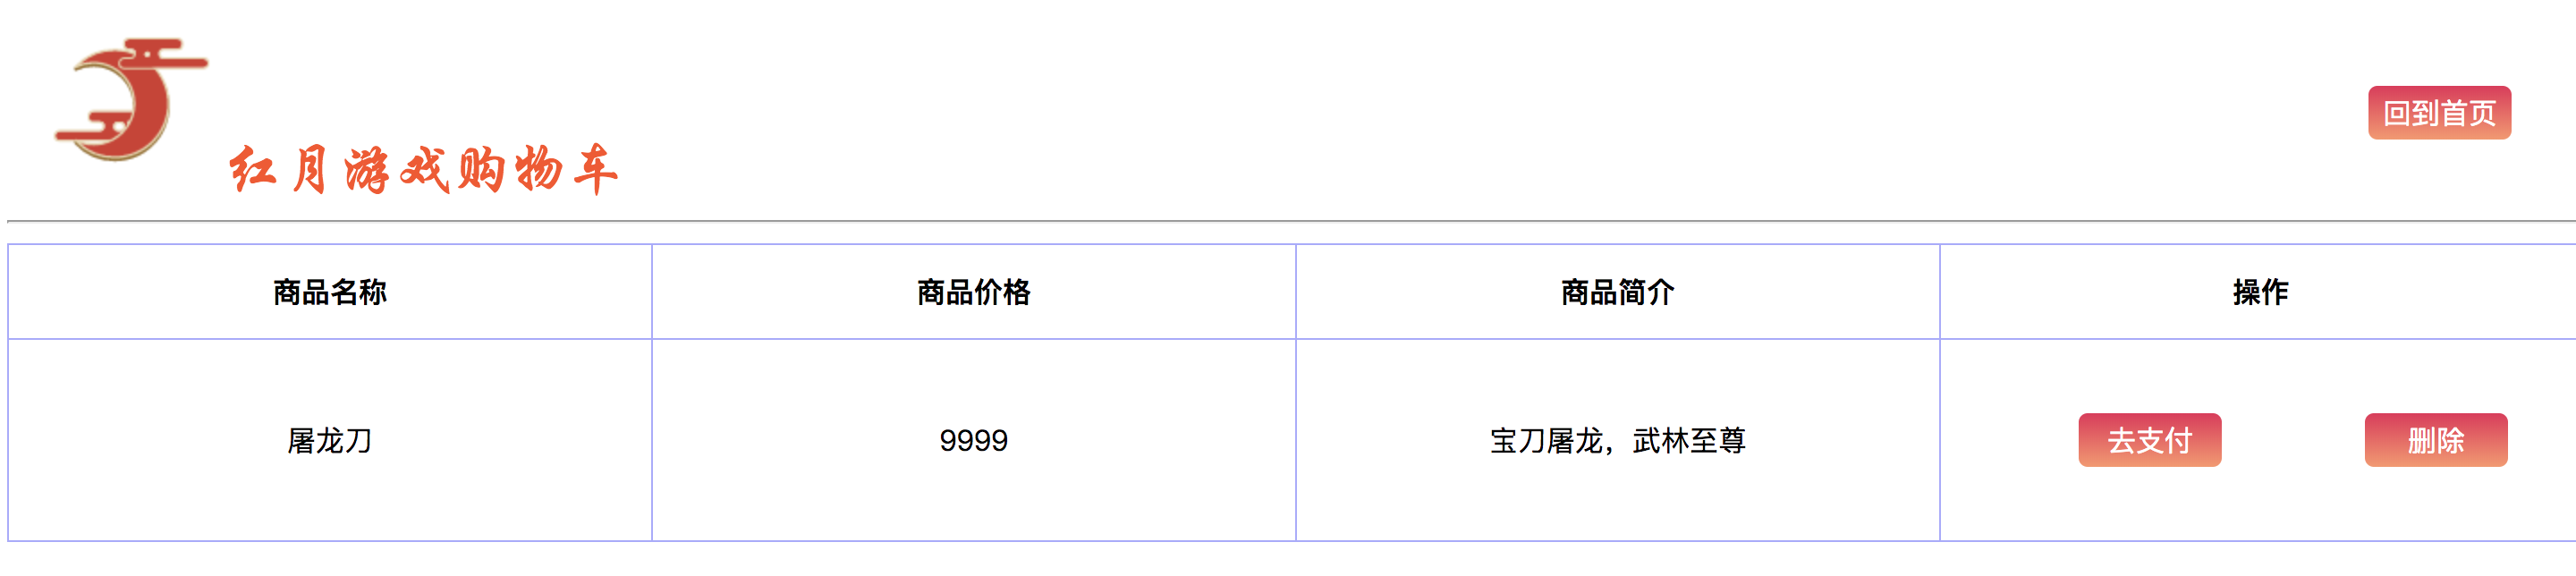 回到首页
红月游戏购物车
商品名称 商品价格 商品简介 操作
屠龙刀 9999 宝刀屠龙，武林至尊 去支付 删除